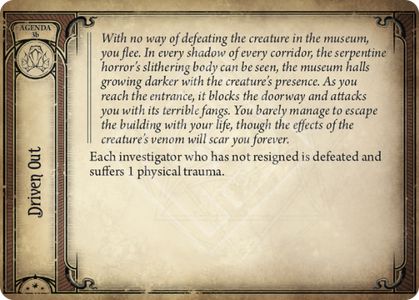 AGENDA
3b
Driven Out
With no way of defeating the creature in the museum,
you flee. In every shadow of every corridor, the serpentine
horror's slithering body can be seen, the museum halls
growing darker with the creature's presence. As you
reach the entrance, it blocks the doorway and attacks
you with its terrible fangs. You barely manage to escape
the building with your life, though the effects of the
creature's venom will scar you forever.
Each investigator who has not resigned is defeated and
suffers 1 physical trauma.